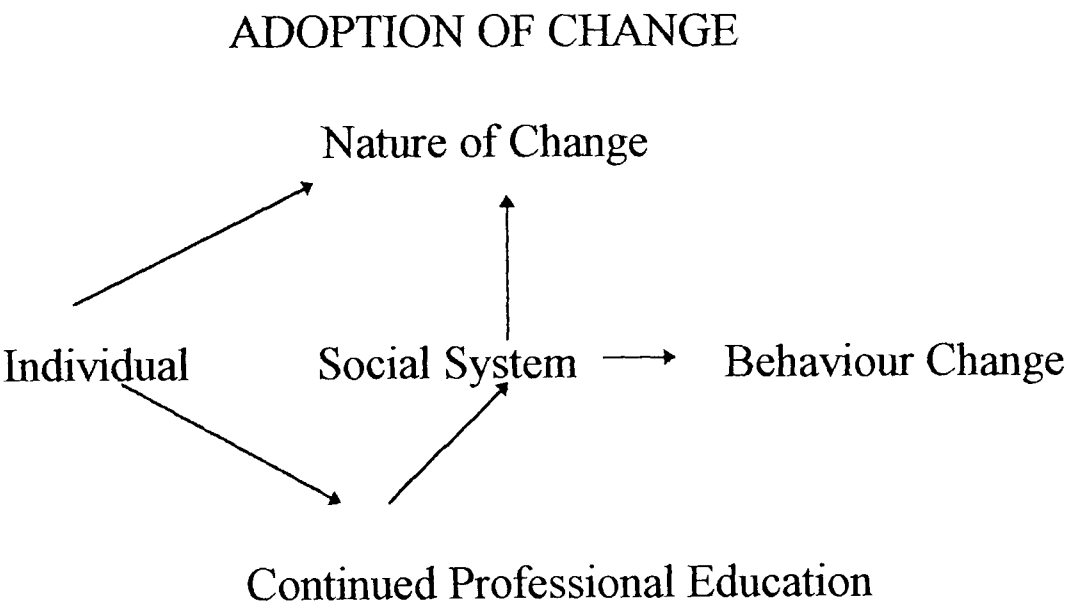 ADOPTION OF CHANGE
Nature of Change
Individual Social System Behaviour Change
Continued Professional Education